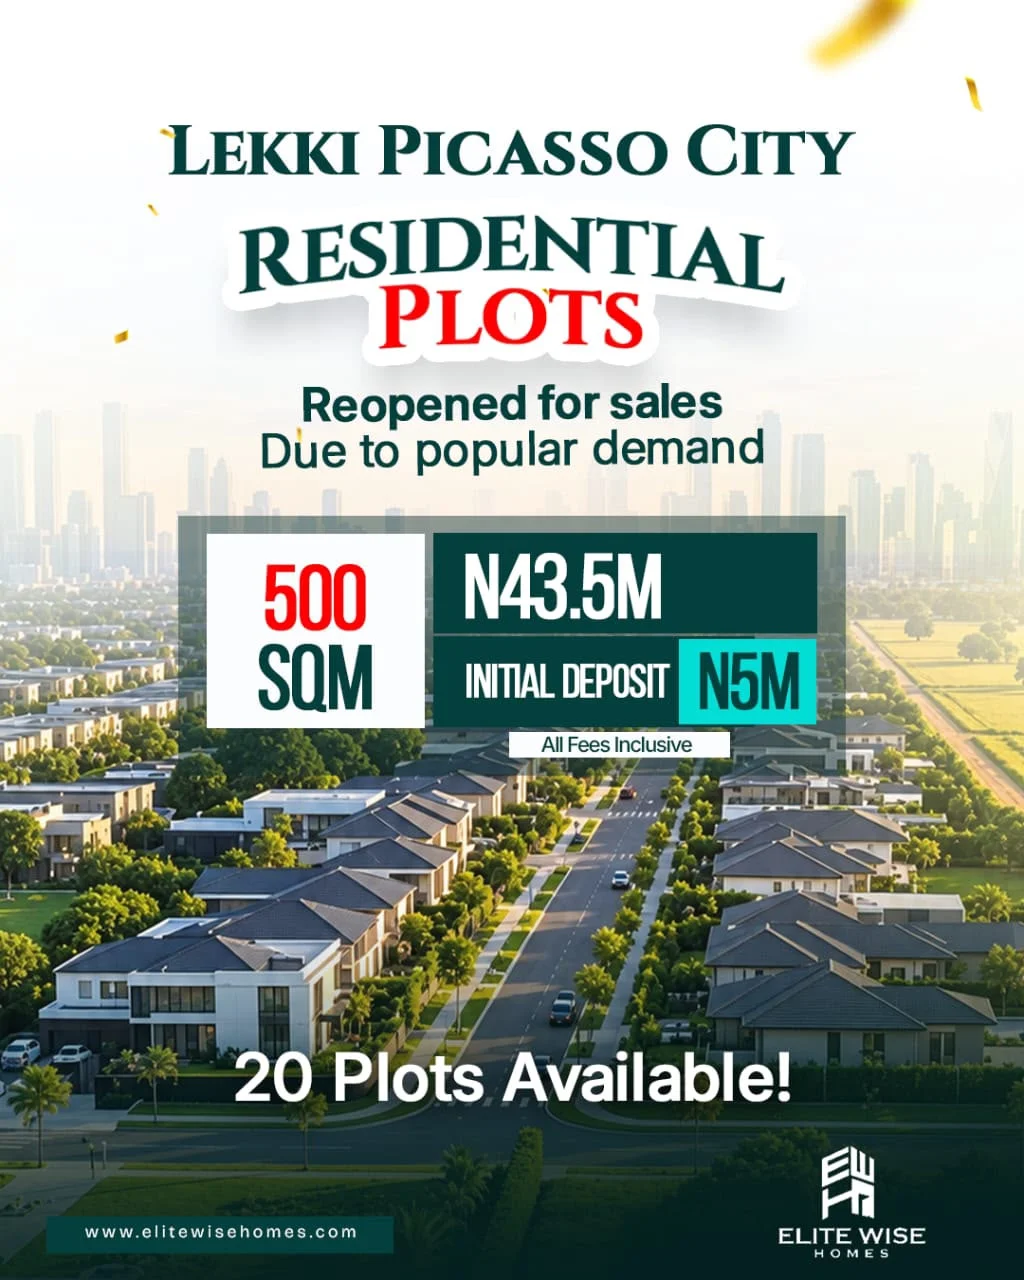 LEKKI PICASSO CITY
RESIDENTIAL
PLOTS
Reopened for sales
Due to popular demand
500
SQM
N43.5M
INITIAL DEPOSIT N5M
All Fees Inclusive
20 Plots Available!
www.elitewisehomes.com
EWH
ELITE WISE
HOMES